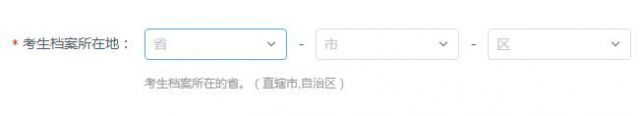 * 考生档案所在地： 省 - 市 - 区
考生档案所在的省。（直辖市,自治区）